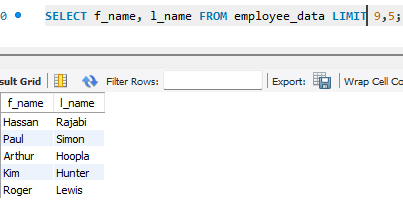 0 SELECT f_name, l_name FROM employee_data LIMIT 9,5;
sult Grid Filter Rows: Export: Wrap Cell Co
f_name l_name
Hassan Rajabi
Paul Simon
Arthur Hoopla
Kim Hunter
Roger Lewis